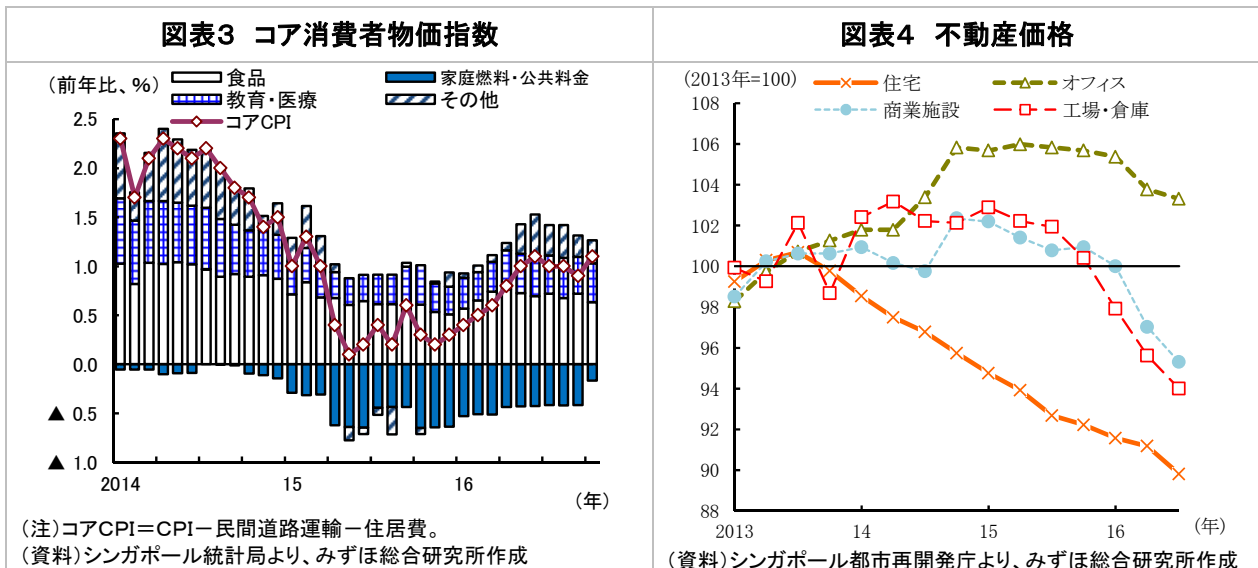 図表3 コア消費者物価指数
(前年比、%)
食品
家庭燃料・公共料金
教育・医療
その他
コアCPI
2.5
2.0
1.5
1.0
0.5
0.0
▲ 0.5
▲ 1.0
2014
15
16
(年)
(注)コアCPI=CPI-民間道路運輸-住居費。
(資料)シンガポール統計局より、みずほ総合研究所作成
図表4 不動産価格
(2013年=100)
住宅
オフィス
商業施設
工場・倉庫
108
106
104
102
100
98
96
94
92
90
88
2013
14
15
16
(年)
(資料)シンガポール都市再開発庁より、みずほ総合研究所作成